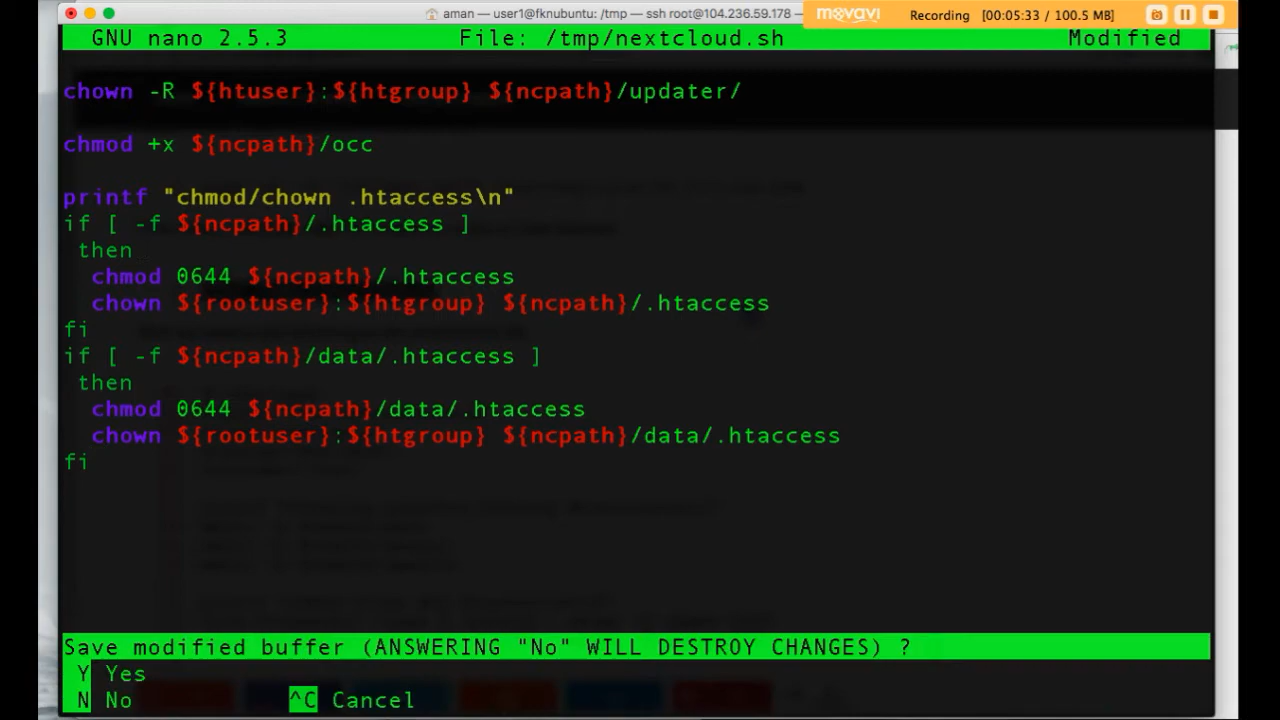 aman — user1@fknubuntu: /tmp — ssh root@104.236.59.178 —
movavi Recording [00:05:33 / 100.5 MB]
GNU nano 2.5.3 File: /tmp/nextcloud.sh Modified
chown -R ${htuser}:${htgroup} ${ncpath}/updater/
chmod +x ${ncpath}/occ
printf "chmod/chown .htaccess\n"
if [ -f ${ncpath}/.htaccess ]
then
chmod 0644 ${ncpath}/.htaccess
chown ${rootuser}:${htgroup} ${ncpath}/.htaccess
fi
if [ -f ${ncpath}/data/.htaccess ]
then
chmod 0644 ${ncpath}/data/.htaccess
chown ${rootuser}:${htgroup} ${ncpath}/data/.htaccess
fi
Save modified buffer (ANSWERING "No" WILL DESTROY CHANGES) ?
Y Yes
N No ^C Cancel